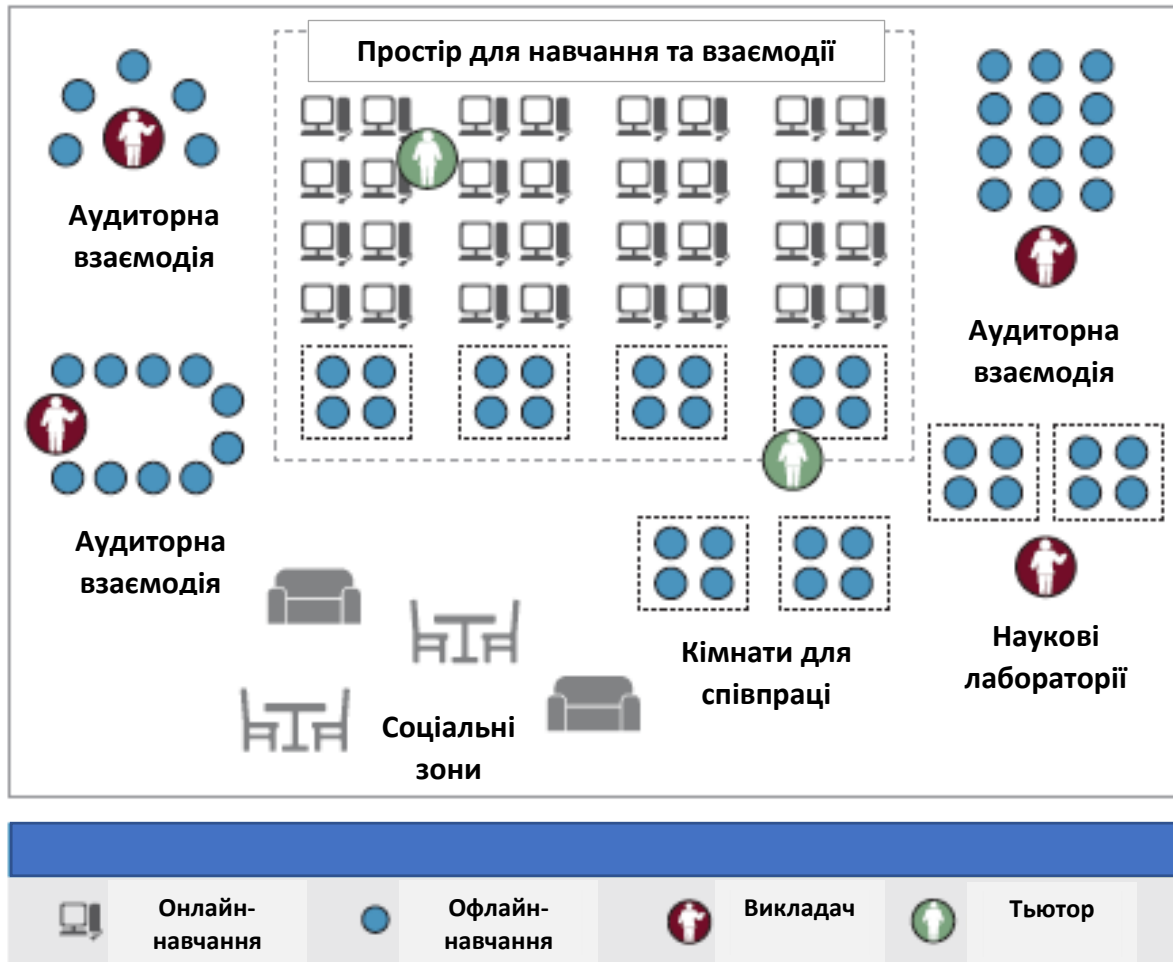 Простір для навчання та взаємодії
Аудиторна
взаємодія
Аудиторна
взаємодія
Аудиторна
взаємодія
Кімнати для
співпраці
Наукові
лабораторії
Соціальні
зони
Онлайн-
навчання
Офлайн-
навчання
Викладач
Тьютор